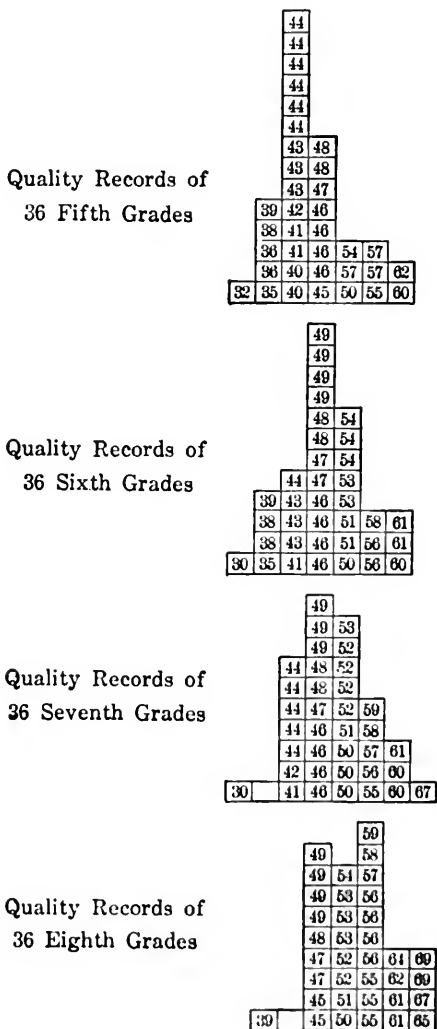 Quality Records of
36 Fifth Grades
44
44
44
44
44
44
43 48
43 48
43 47
39 42 46
38 41 46
36 41 46 54 57
36 40 46 57 57 62
32 35 40 45 50 55 60
Quality Records of
36 Sixth Grades
49
49
49
49
48 54
48 54
47 54
44 47 53
39 43 46 53
38 43 46 51 58 61
38 43 46 51 56 61
30 35 41 46 50 56 60
Quality Records of
36 Seventh Grades
49
49 53
49 52
44 48 52
44 48 52
44 47 52 59
44 46 51 58
44 46 50 57 61
42 46 50 56 60
30 41 46 50 55 60 67
Quality Records of
36 Eighth Grades
59
49 58
49 54 57
49 53 56
49 53 56
48 53 56
47 52 56 64 69
47 52 55 62 69
45 51 55 61 67
39 45 50 55 61 65